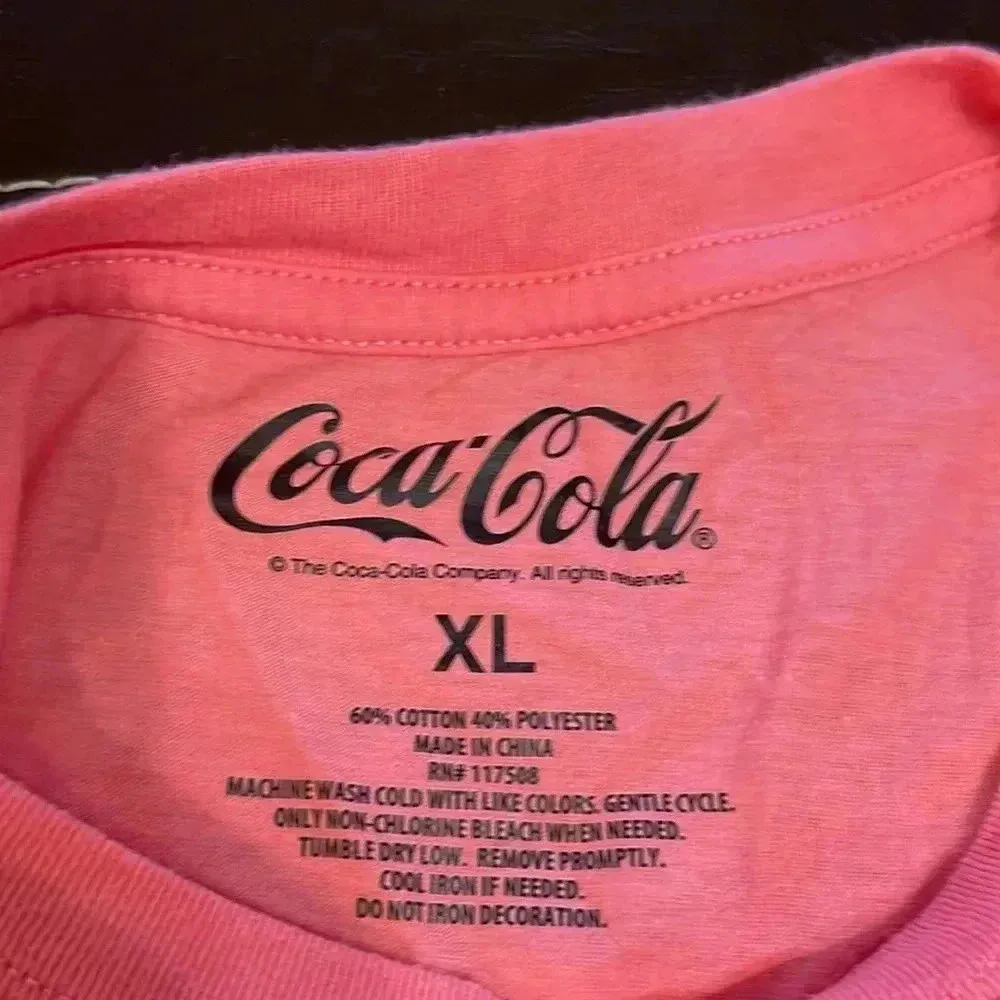 Coca-Cola®
© The Coca-Cola Company. All rights reserved.
XL
60% COTTON 40% POLYESTER
MADE IN CHINA
RN# 117508
MACHINE WASH COLD WITH LIKE COLORS. GENTLE CYCLE.
ONLY NON-CHLORINE BLEACH WHEN NEEDED.
TUMBLE DRY LOW. REMOVE PROMPTLY.
COOL IRON IF NEEDED.
DO NOT IRON DECORATION.